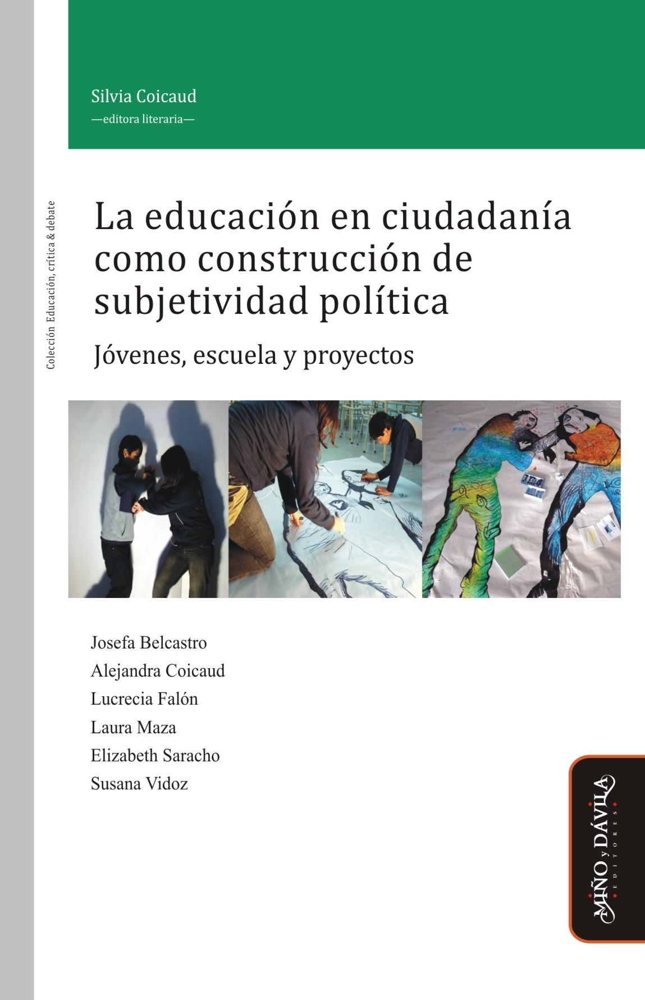 Silvia Coicaud
—editora literaria—
Colección Educación, crítica & debate
La educación en ciudadanía
como construcción de
subjetividad política
Jóvenes, escuela y proyectos
Josefa Belcastro
Alejandra Coicaud
Lucrecia Falón
Laura Maza
Elizabeth Saracho
Susana Vidoz
MIÑO y DÁVILA
EDITORES